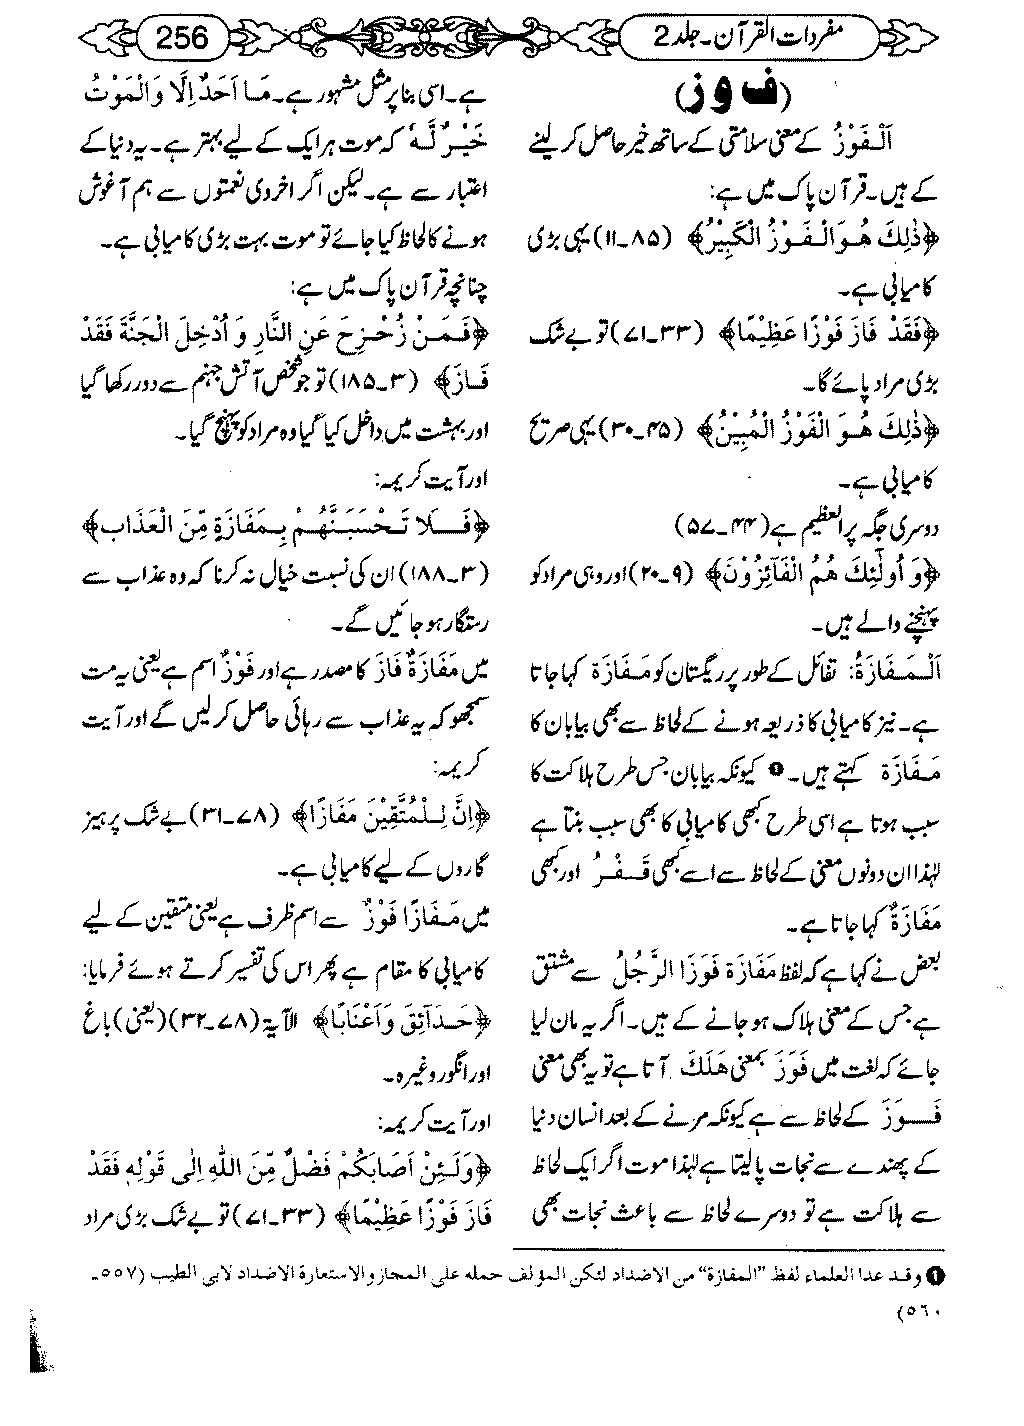 مفردات القرآن۔جلد 2
256
(ف و ز)
اَلْفَوْزُ کے معنی سلامتی کے ساتھ خیر حاصل کر لینے
کے ہیں۔قرآن پاک میں ہے:
﴿ذٰلِكَ هُوَ الْفَوْزُ الْكَبِيْرُ﴾ (۸۵۔۱۱) یہی بڑی
کامیابی ہے۔
﴿فَقَدْ فَازَ فَوْزًا عَظِيْمًا﴾ (۳۳۔۷۱) تو بے شک
بڑی مراد پائے گا۔
﴿ذٰلِكَ هُوَ الْفَوْزُ الْمُبِيْنُ﴾ (۴۵۔۳۰) یہی صریح
کامیابی ہے۔
دوسری جگہ پر العظیم ہے (۴۴۔۵۷)
﴿وَ اُولٰٓئِكَ هُمُ الْفَآئِزُوْنَ﴾ (۹۔۲۰) اور وہی مراد کو
پہنچنے والے ہیں۔
اَلْمَفَازَةُ: تفائل کے طور پر ریگستان کو مَفَازَة کہا جاتا
ہے۔نیز کامیابی کا ذریعہ ہونے کے لحاظ سے بھی بیابان کا
مَفَازَة کہتے ہیں۔❶ کیونکہ بیابان جس طرح ہلاکت کا
سبب ہوتا ہے اسی طرح کبھی کامیابی کا بھی سبب بنتا ہے
لہٰذا ان دونوں معنی کے لحاظ سے اسے کبھی قَفْرٌ اور کبھی
مَفَازَةٌ کہا جاتا ہے۔
بعض نے کہا ہے کہ لفظ مَفَازَة فَوَّزَا الرَّجُلُ سے مشتق
ہے جس کے معنی ہلاک ہو جانے کے ہیں۔اگر یہ مان لیا
جائے کہ لغت میں فَوَّزَ بمعنی هَلَكَ آتا ہے تو یہ بھی معنی
فَوْزَ کے لحاظ سے ہے کیونکہ مرنے کے بعد انسان دنیا
کے پھندے سے نجات پا لیتا ہے لہٰذا موت اگر ایک لحاظ
سے ہلاکت ہے تو دوسرے لحاظ سے باعث نجات بھی
ہے۔اسی بنا پر مثل مشہور ہے۔مَا اَحَدٌ اِلَّا وَالْمَوْتُ
خَيْرٌ لَّهٗ کہ موت ہر ایک کے لیے بہتر ہے۔یہ دنیا کے
اعتبار سے ہے۔لیکن اگر اخروی نعمتوں سے ہم آغوش
ہونے کا لحاظ کیا جائے تو موت بہت بڑی کامیابی ہے۔
چنانچہ قرآن پاک میں ہے:
﴿فَمَنْ زُحْزِحَ عَنِ النَّارِ وَ اُدْخِلَ الْجَنَّةَ فَقَدْ
فَازَ﴾ (۳۔۱۸۵) تو جو شخص آتش جہنم سے دور رکھا گیا
اور بہشت میں داخل کیا گیا وہ مراد کو پہنچ گیا۔
اور آیت کریمہ:
﴿فَلَا تَحْسَبَنَّهُمْ بِمَفَازَةٍ مِّنَ الْعَذَاب﴾
(۳۔۱۸۸) ان کی نسبت خیال نہ کرنا کہ وہ عذاب سے
رستگار ہو جائیں گے۔
میں مَفَازَةٌ فَازَ کا مصدر ہے اور فَوْزٌ اسم ہے یعنی یہ مت
سمجھو کہ یہ عذاب سے رہائی حاصل کر لیں گے اور آیت
کریمہ:
﴿اِنَّ لِلْمُتَّقِيْنَ مَفَازًا﴾ (۷۸۔۳۱) بے شک پرہیز
گاروں کے لیے کامیابی ہے۔
میں مَفَازًا فَوْزٌ سے اسم ظرف ہے یعنی متقین کے لیے
کامیابی کا مقام ہے پھر اس کی تفسیر کرتے ہوئے فرمایا:
﴿حَدَآئِقَ وَاَعْنَابًا﴾ الآیة (۷۸۔۳۲) (یعنی) باغ
اور انگور وغیرہ۔
اور آیت کریمہ:
﴿وَلَئِنْ اَصَابَكُمْ فَضْلٌ مِّنَ اللّٰهِ اِلٰى قَوْلِهٖ فَقَدْ
فَازَ فَوْزًا عَظِيْمًا﴾ (۳۳۔۷۱) تو بے شک بڑی مراد
❶ وقد عدا العلماء لفظ "المفازة" من الاضداد لئكن المؤلف حمله على المجاز والاستعارة الاضداد لابى الطيب (۵۵۷۔
۵۶۰)